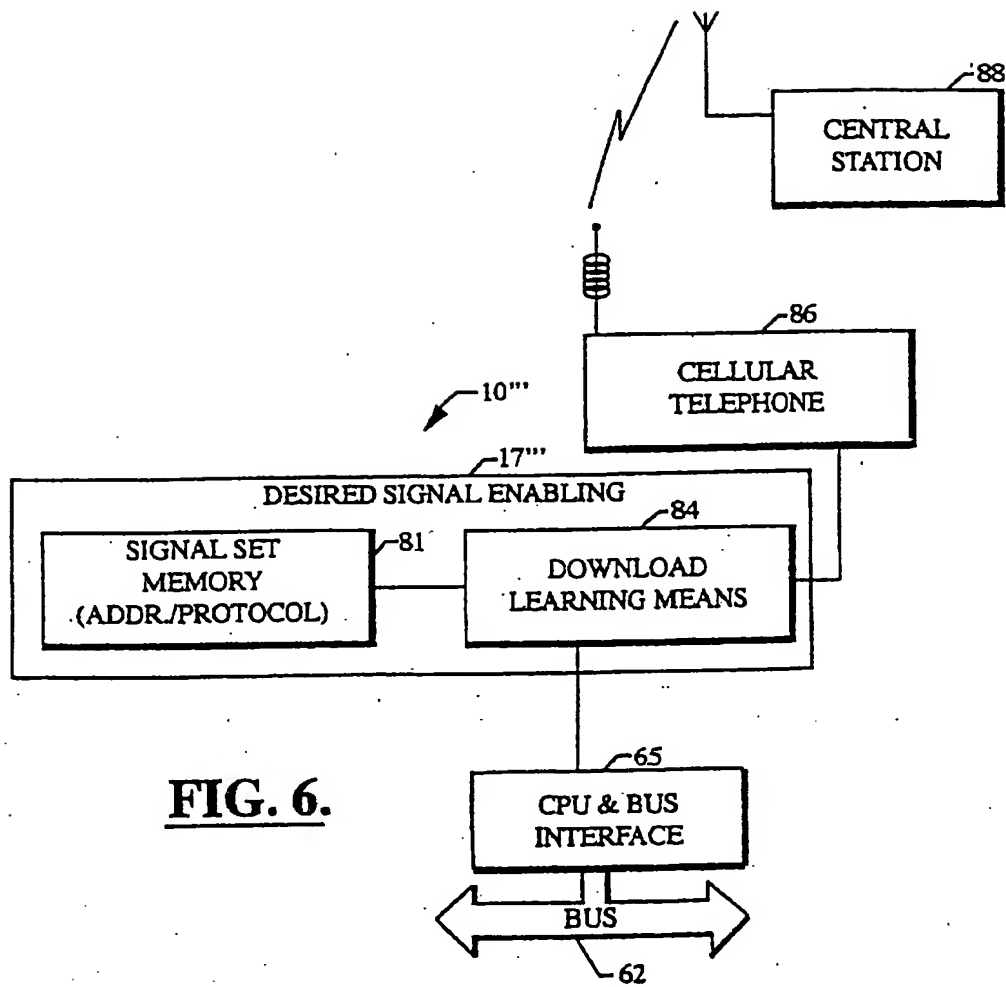 88
CENTRAL
STATION
86
CELLULAR
TELEPHONE
10'''
17'''
DESIRED SIGNAL ENABLING
81
SIGNAL SET
MEMORY
(ADDR./PROTOCOL)
84
DOWNLOAD
LEARNING MEANS
65
CPU & BUS
INTERFACE
FIG. 6.
BUS
62